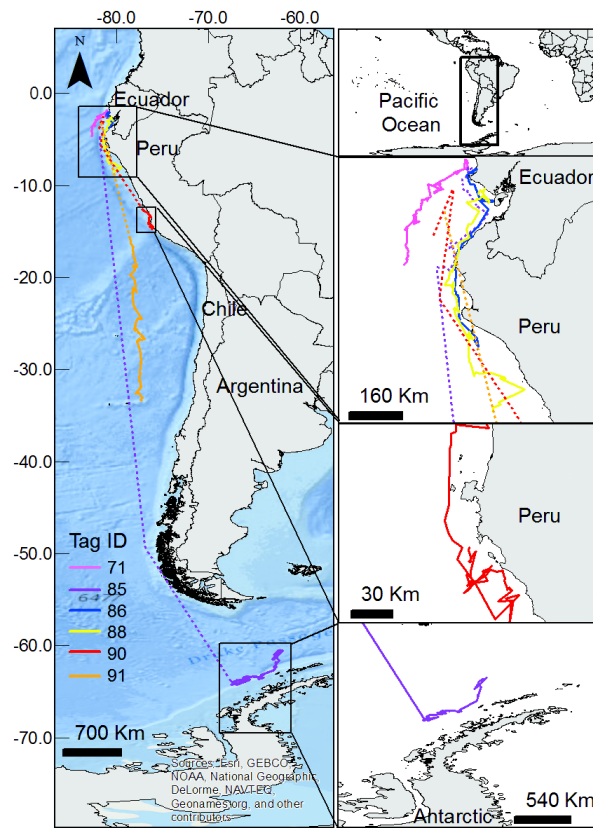 -80.0 -70.0 -60.0
N
0.0
-10.0
-20.0
-30.0
-40.0
-50.0
-60.0
-70.0
Ecuador
Peru
Chile
Argentina
Tag ID
71
85
86
88
90
91
700 Km
Sources: Esri, GEBCO,
NOAA, National Geographic,
DeLorme, NAVTEQ,
Geonames.org, and other
contributors
Pacific
Ocean
Ecuador
Peru
160 Km
Peru
30 Km
Antarctic
540 Km